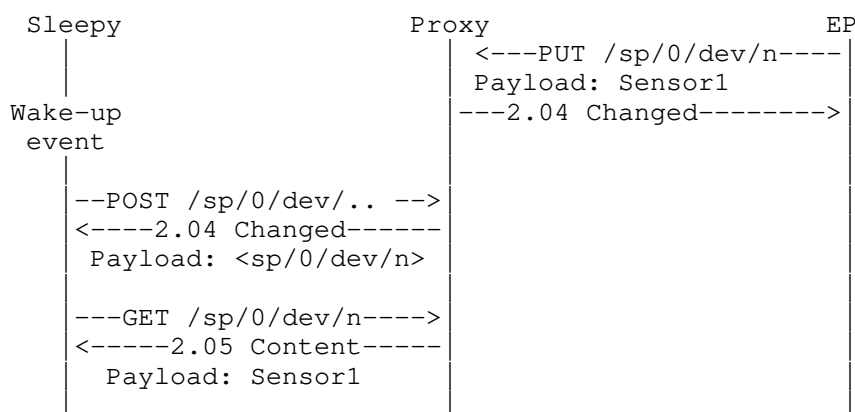 Sleepy Proxy EP
<---PUT /sp/0/dev/n----
Payload: Sensor1
Wake-up ---2.04 Changed-------->
event
--POST /sp/0/dev/.. -->
<----2.04 Changed------
Payload: <sp/0/dev/n>
---GET /sp/0/dev/n---->
<-----2.05 Content-----
Payload: Sensor1